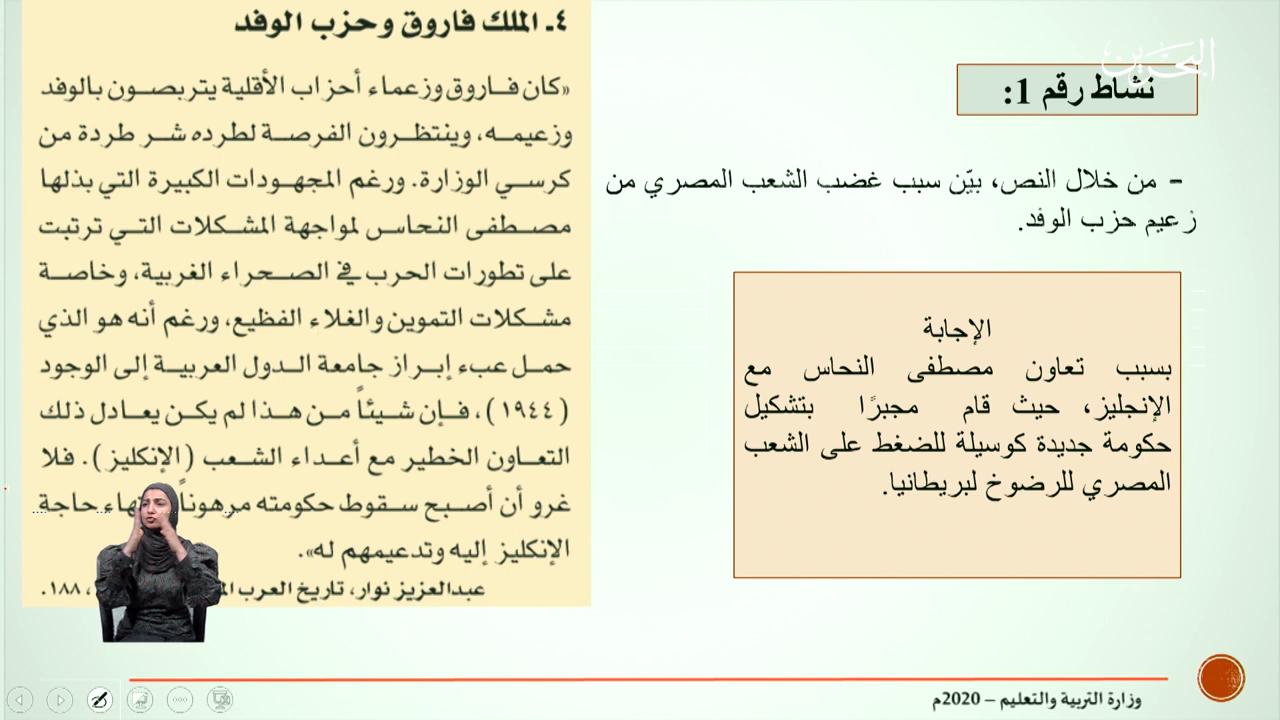 البحرين
نشاط رقم 1:
– من خلال النص، بيّن سبب غضب الشعب المصري من
زعيم حزب الوفد.
الإجابة
بسبب تعاون مصطفى النحاس مع
الإنجليز، حيث قام مجبرًا بتشكيل
حكومة جديدة كوسيلة للضغط على الشعب
المصري للرضوخ لبريطانيا.
٤ـ الملك فاروق وحزب الوفد
«كان فاروق وزعماء أحزاب الأقلية يتربصون بالوفد
وزعيمه، وينتظرون الفرصة لطرده شر طردة من
كرسي الوزارة. ورغم المجهودات الكبيرة التي بذلها
مصطفى النحاس لمواجهة المشكلات التي ترتبت
على تطورات الحرب في الصحراء الغربية، وخاصة
مشكلات التموين والغلاء الفظيع، ورغم أنه هو الذي
حمل عبء إبراز جامعة الدول العربية إلى الوجود
(١٩٤٤)، فإن شيئاً من هذا لم يكن يعادل ذلك
التعاون الخطير مع أعداء الشعب (الإنكليز). فلا
غرو أن أصبح سقوط حكومته مرهوناً حاجة
الإنكليز إليه وتدعيمهم له».
عبدالعزيز نوار، تاريخ العرب ١٨٨.
وزارة التربية والتعليم – 2020م